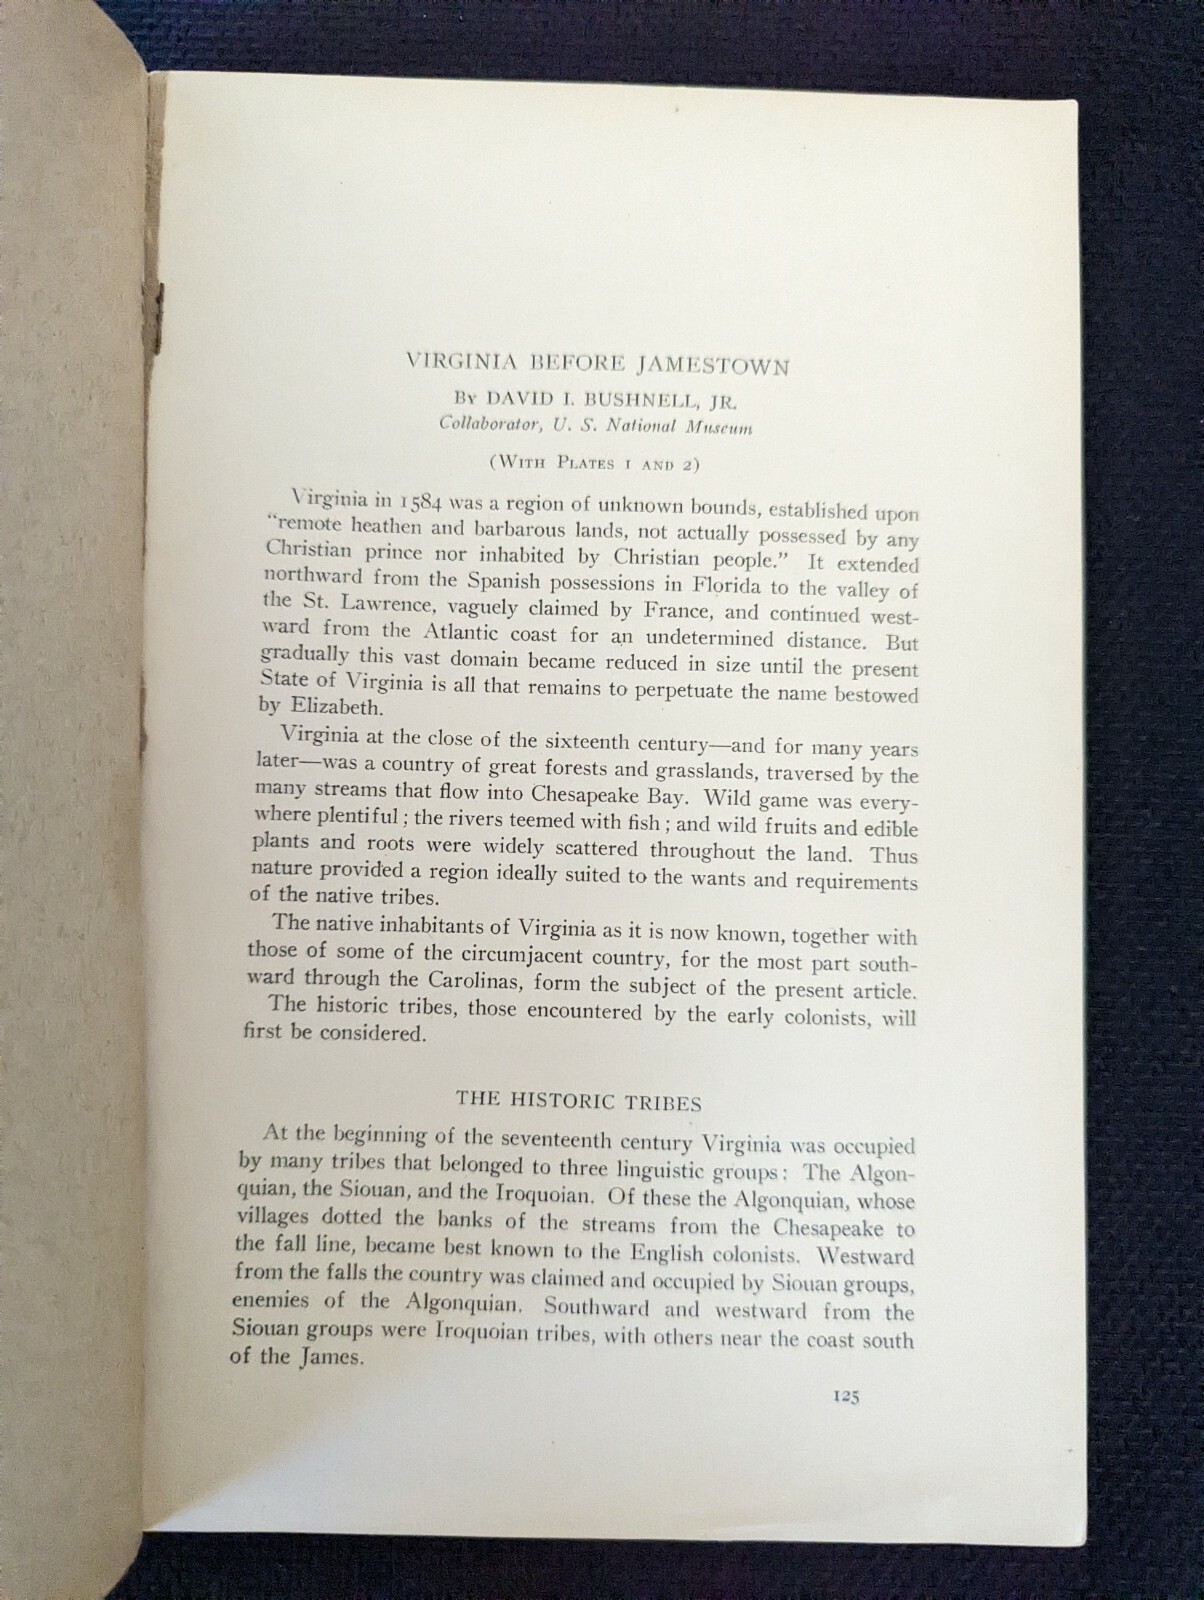 VIRGINIA BEFORE JAMESTOWN
By DAVID I. BUSHNELL, JR.
Collaborator, U. S. National Museum
(With Plates 1 and 2)
Virginia in 1584 was a region of unknown bounds, established upon
"remote heathen and barbarous lands, not actually possessed by any
Christian prince nor inhabited by Christian people." It extended
northward from the Spanish possessions in Florida to the valley of
the St. Lawrence, vaguely claimed by France, and continued west-
ward from the Atlantic coast for an undetermined distance. But
gradually this vast domain became reduced in size until the present
State of Virginia is all that remains to perpetuate the name bestowed
by Elizabeth.
Virginia at the close of the sixteenth century—and for many years
later—was a country of great forests and grasslands, traversed by the
many streams that flow into Chesapeake Bay. Wild game was every-
where plentiful; the rivers teemed with fish; and wild fruits and edible
plants and roots were widely scattered throughout the land. Thus
nature provided a region ideally suited to the wants and requirements
of the native tribes.
The native inhabitants of Virginia as it is now known, together with
those of some of the circumjacent country, for the most part south-
ward through the Carolinas, form the subject of the present article.
The historic tribes, those encountered by the early colonists, will
first be considered.
THE HISTORIC TRIBES
At the beginning of the seventeenth century Virginia was occupied
by many tribes that belonged to three linguistic groups: The Algon-
quian, the Siouan, and the Iroquoian. Of these the Algonquian, whose
villages dotted the banks of the streams from the Chesapeake to
the fall line, became best known to the English colonists. Westward
from the falls the country was claimed and occupied by Siouan groups,
enemies of the Algonquian. Southward and westward from the
Siouan groups were Iroquoian tribes, with others near the coast south
of the James.
125